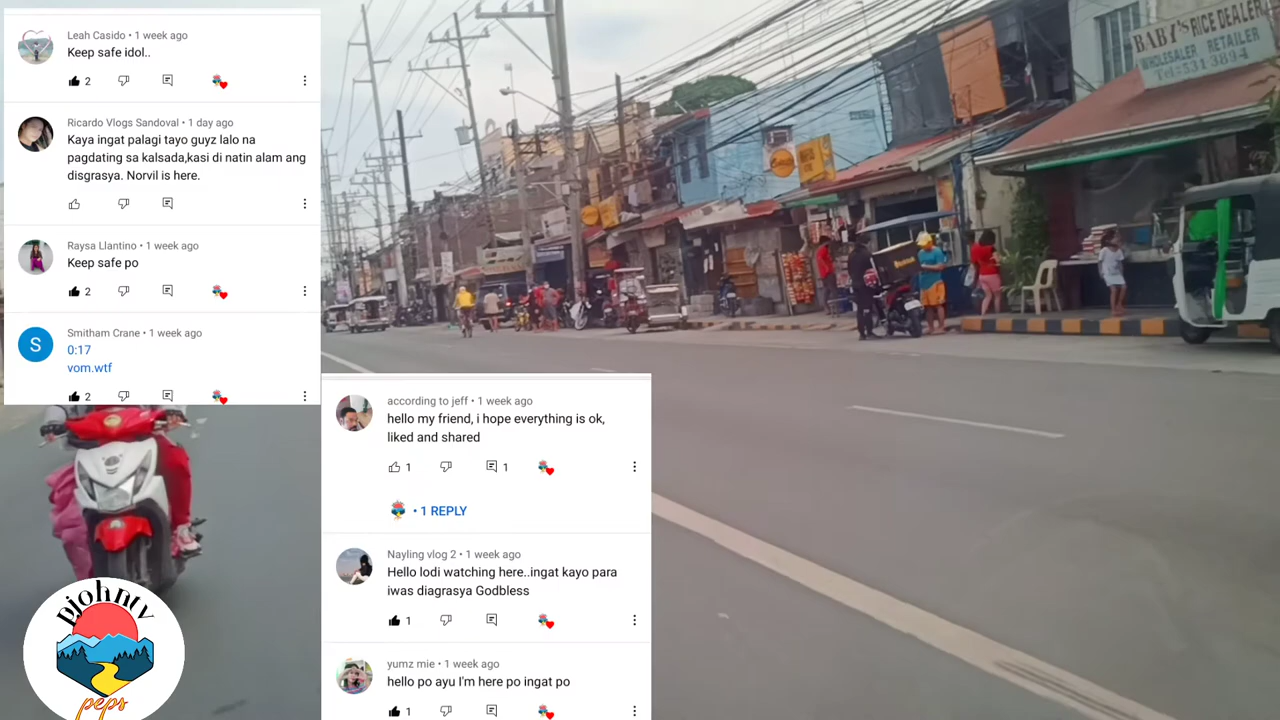 Leah Casido • 1 week ago
Keep safe idol..
2
Ricardo Vlogs Sandoval • 1 day ago
Kaya ingat palagi tayo guyz lalo na
pagdating sa kalsada,kasi di natin alam ang
disgrasya. Norvil is here.
Raysa Llantino • 1 week ago
Keep safe po
2
Smitham Crane • 1 week ago
S
0:17
vom.wtf
2
BABY'S RICE DEALER
WHOLESALER RETAILER
Tel=531 3894
according to jeff • 1 week ago
hello my friend, i hope everything is ok,
liked and shared
1 1
• 1 REPLY
Nayling vlog 2 • 1 week ago
Hello lodi watching here..ingat kayo para
iwas diagrasya Godbless
1
yumz mie • 1 week ago
hello po ayu I'm here po ingat po
1
pjohntv
peps